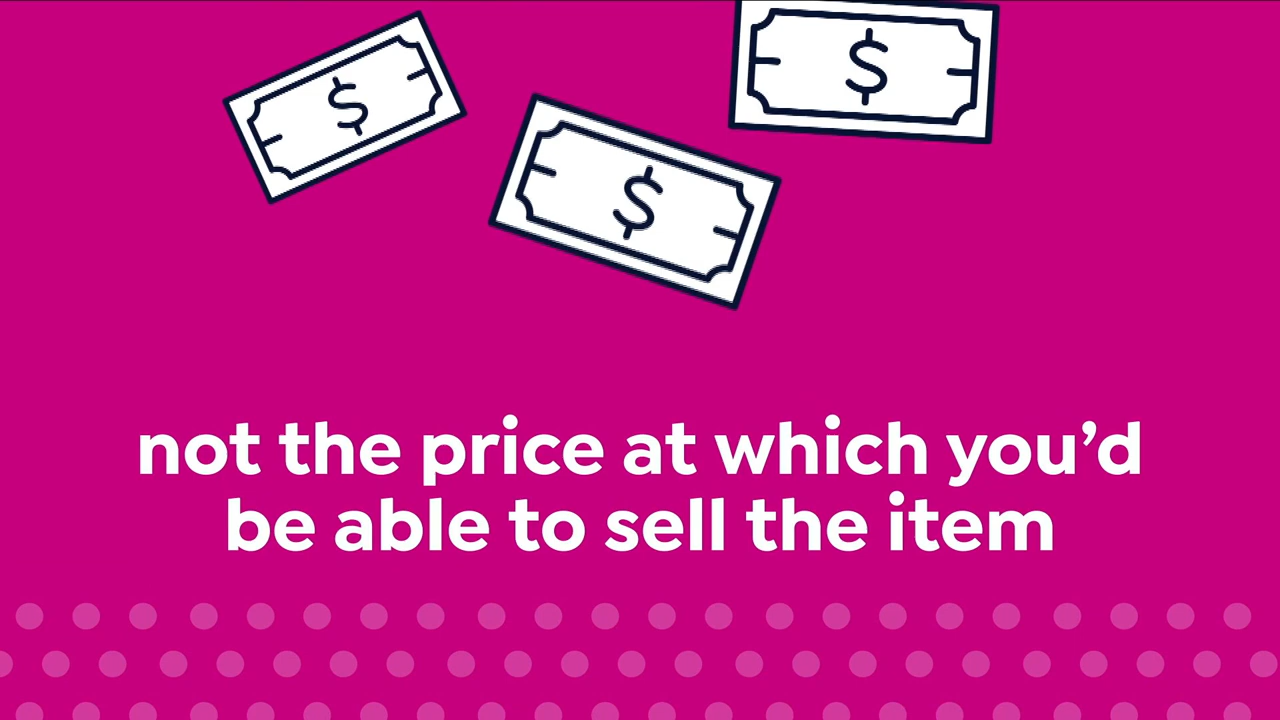 $
$
$
not the price at which you’d
be able to sell the item